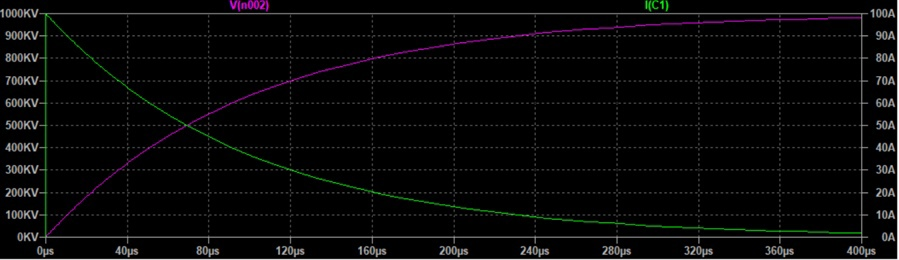 V(n002) I(C1)
1000KV 100A
900KV 90A
800KV 80A
700KV 70A
600KV 60A
500KV 50A
400KV 40A
300KV 30A
200KV 20A
100KV 10A
0KV 0A
0µs 40µs 80µs 120µs 160µs 200µs 240µs 280µs 320µs 360µs 400µs